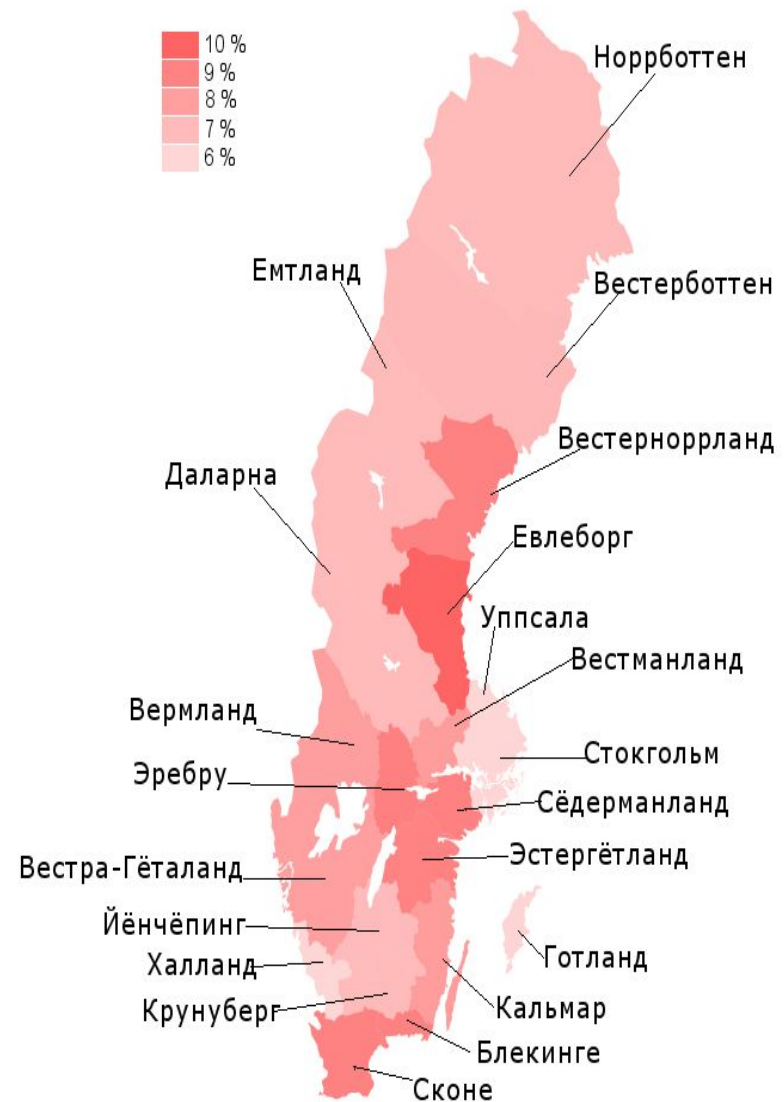 10 %
9 %
8 %
7 %
6 %
Норрботтен
Емтланд
Вестерботтен
Вестерноррланд
Даларна
Евлеборг
Уппсала
Вестманланд
Вермланд
Стокгольм
Эребру
Сёдерманланд
Эстергётланд
Вестра-Гёталанд
Йёнчёпинг
Готланд
Халланд
Крунуберг
Кальмар
Блекинге
Сконе